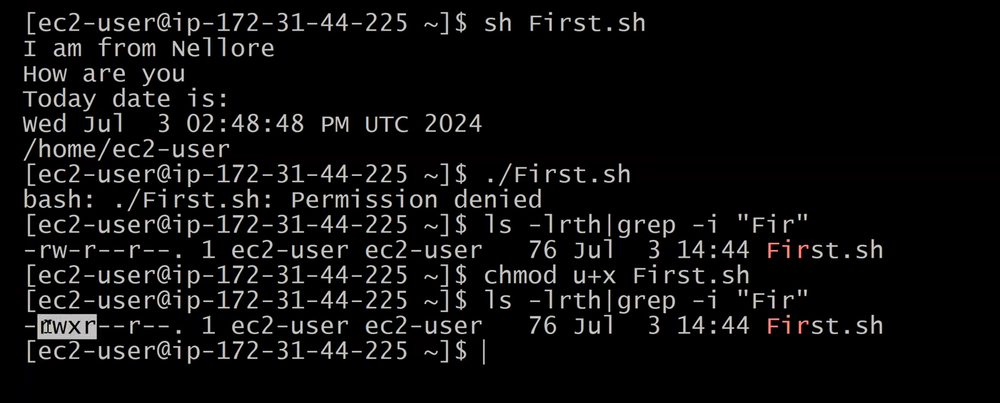 [ec2-user@ip-172-31-44-225 ~]$ sh First.sh
I am from Nellore
How are you
Today date is:
Wed Jul  3 02:48:48 PM UTC 2024
/home/ec2-user
[ec2-user@ip-172-31-44-225 ~]$ ./First.sh
bash: ./First.sh: Permission denied
[ec2-user@ip-172-31-44-225 ~]$ ls -lrth|grep -i "Fir"
-rw-r--r--. 1 ec2-user ec2-user   76 Jul  3 14:44 First.sh
[ec2-user@ip-172-31-44-225 ~]$ chmod u+x First.sh
[ec2-user@ip-172-31-44-225 ~]$ ls -lrth|grep -i "Fir"
-rwxr--r--. 1 ec2-user ec2-user   76 Jul  3 14:44 First.sh
[ec2-user@ip-172-31-44-225 ~]$